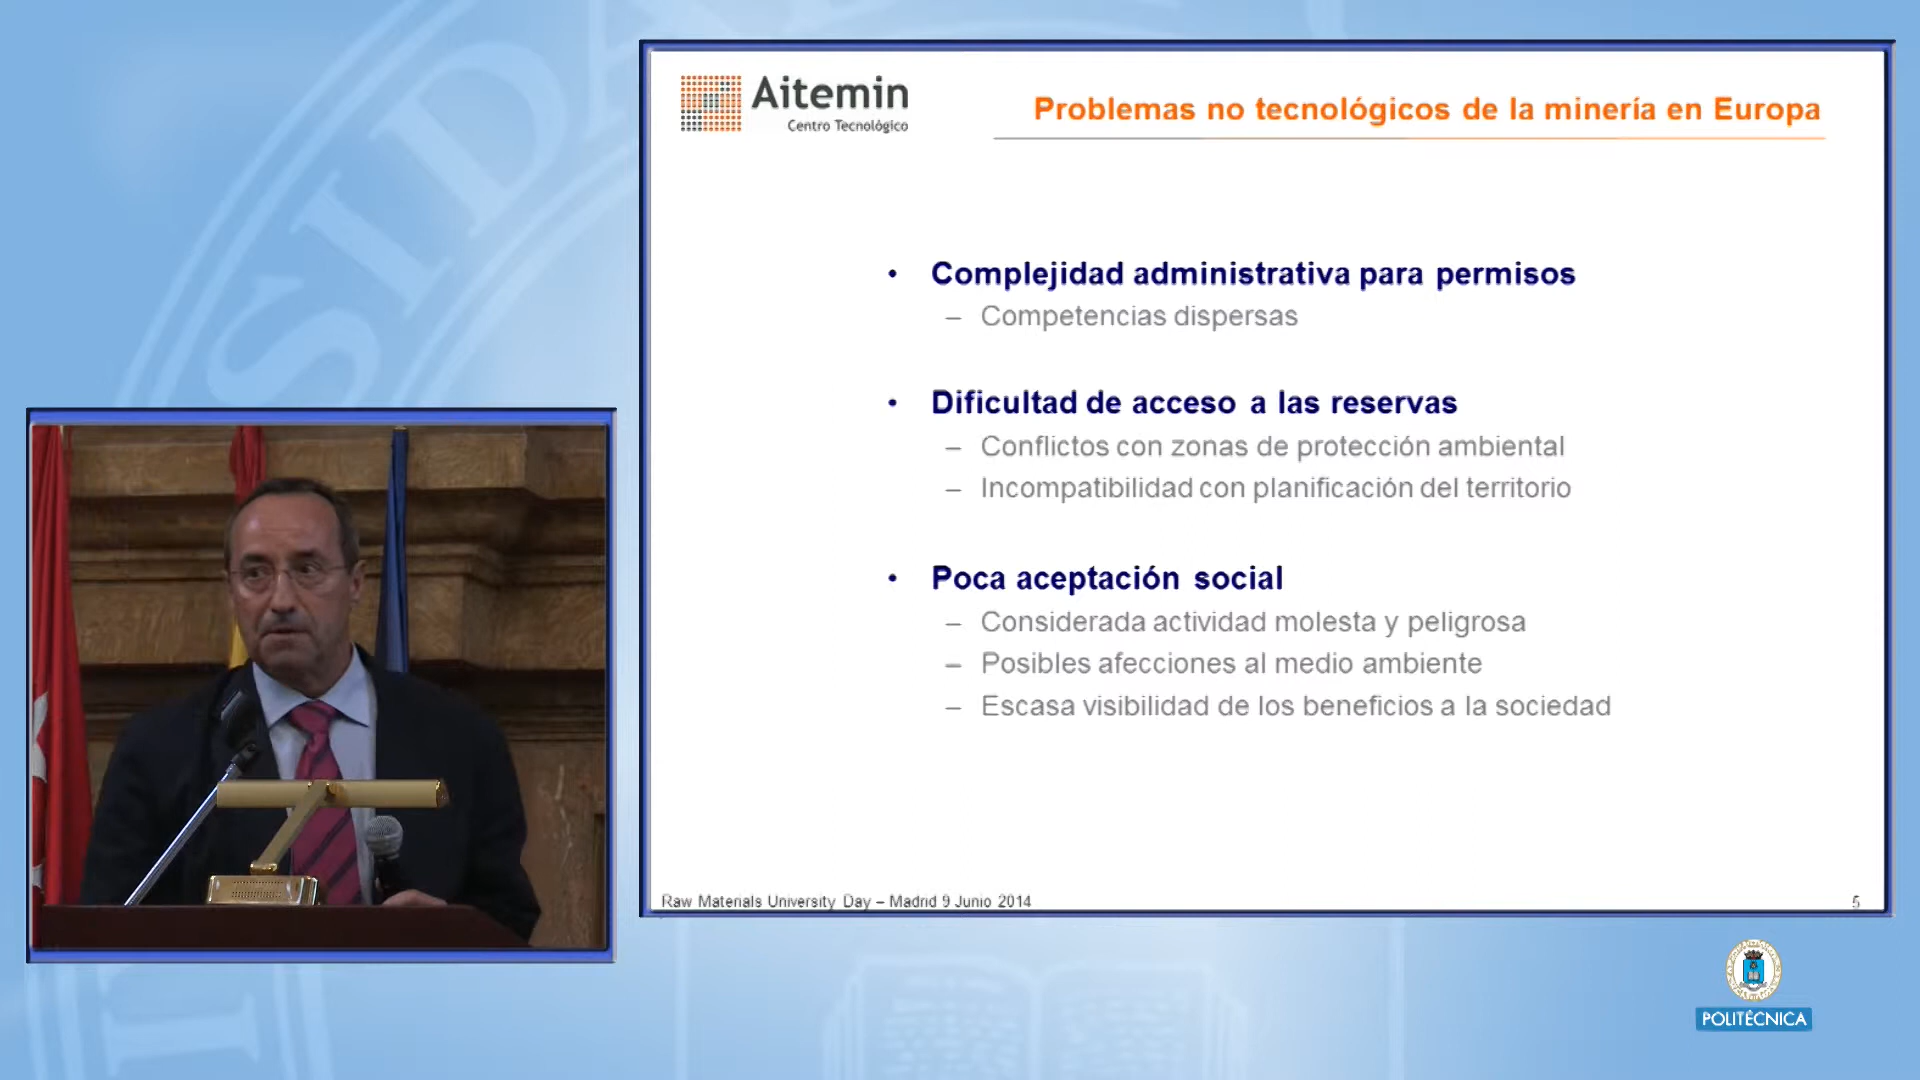 Aitemin
Centro Tecnológico
Problemas no tecnológicos de la minería en Europa
• Complejidad administrativa para permisos
– Competencias dispersas
• Dificultad de acceso a las reservas
– Conflictos con zonas de protección ambiental
– Incompatibilidad con planificación del territorio
• Poca aceptación social
– Considerada actividad molesta y peligrosa
– Posibles afecciones al medio ambiente
– Escasa visibilidad de los beneficios a la sociedad
Raw Materials University Day – Madrid 9 Junio 2014
5
POLITÉCNICA